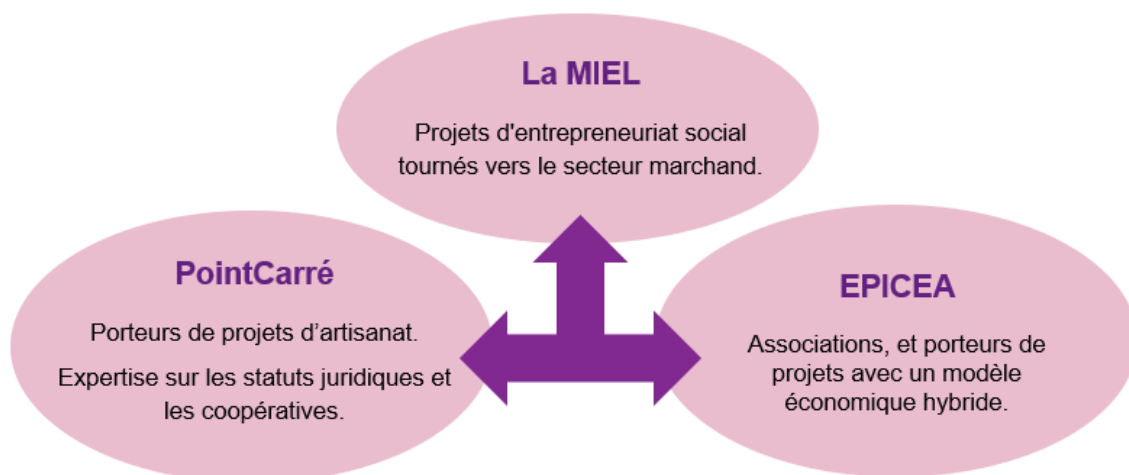 La MIEL
Projets d'entrepreneuriat social
tournés vers le secteur marchand.
PointCarré
Porteurs de projets d’artisanat.
Expertise sur les statuts juridiques et
les coopératives.
EPICEA
Associations, et porteurs de
projets avec un modèle
économique hybride.